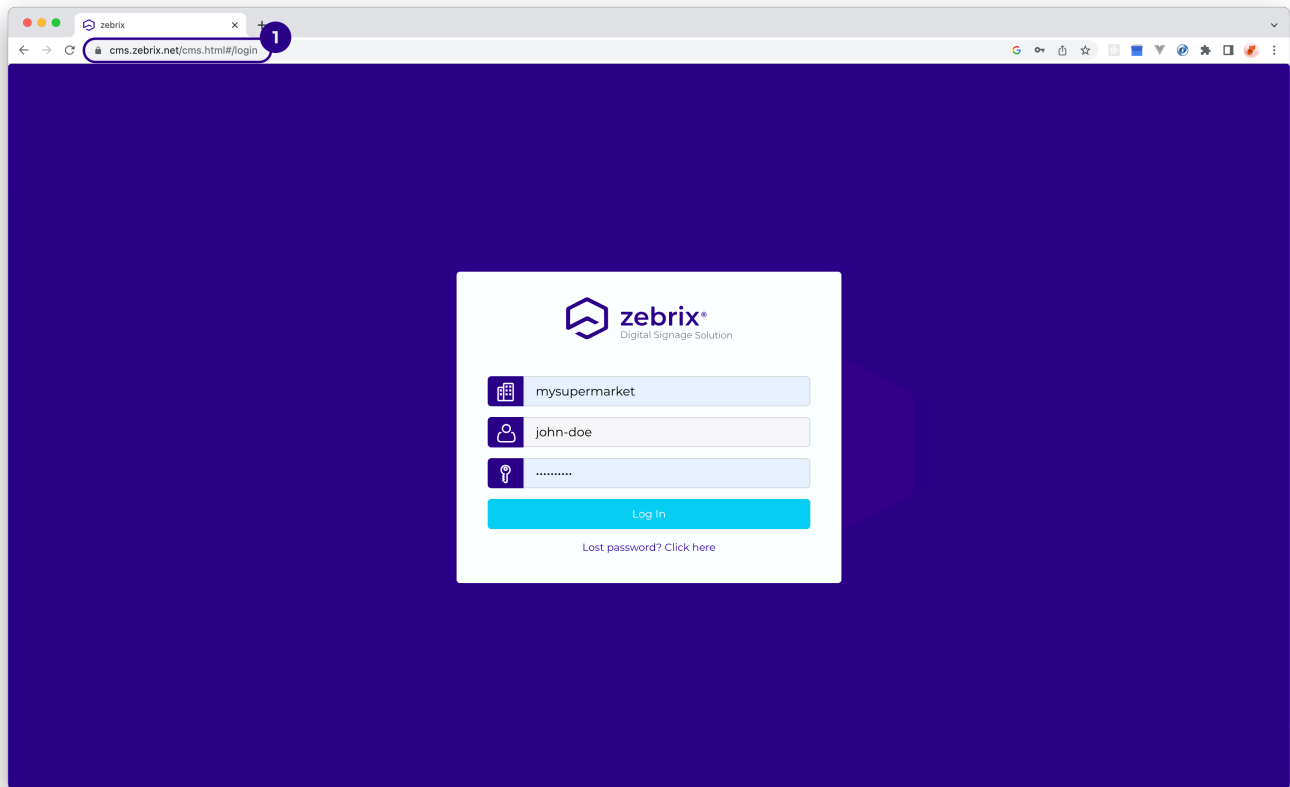 zebrix
1
cms.zebrix.net/cms.html#/login
zebrix®
Digital Signage Solution
mysupermarket
john-doe
Log In
Lost password? Click here